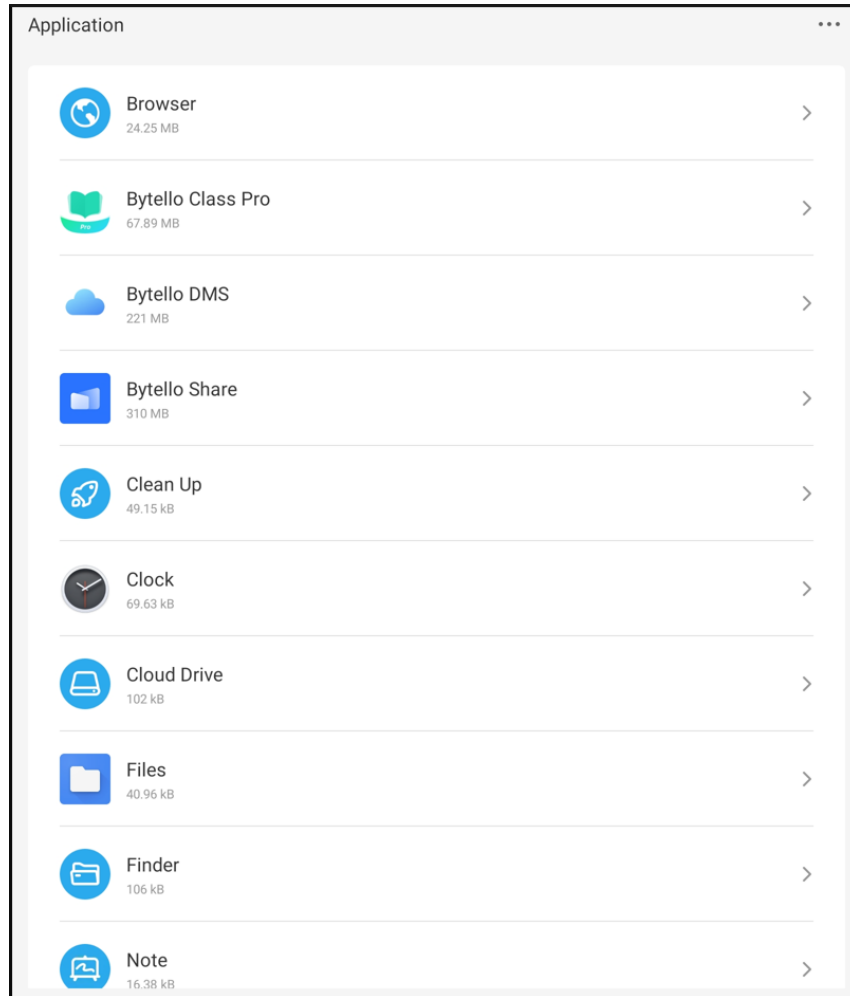 Application
Browser
24.25 MB
Bytello Class Pro
67.89 MB
Pro
Bytello DMS
221 MB
Bytello Share
310 MB
Clean Up
49.15 kB
Clock
69.63 kB
Cloud Drive
102 kB
Files
40.96 kB
Finder
106 kB
Note
16.38 kB